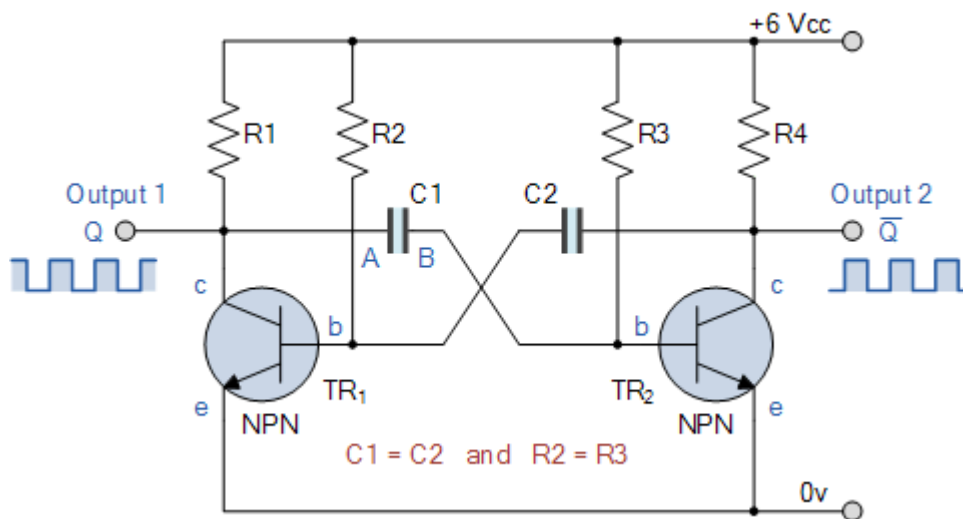 +6 Vcc
R1
R2
R3
R4
Output 1
C1
C2
Output 2
Q
A
B
Q̅
c
c
b
b
TR₁
TR₂
e
e
NPN
NPN
C1 = C2 and R2 = R3
0v